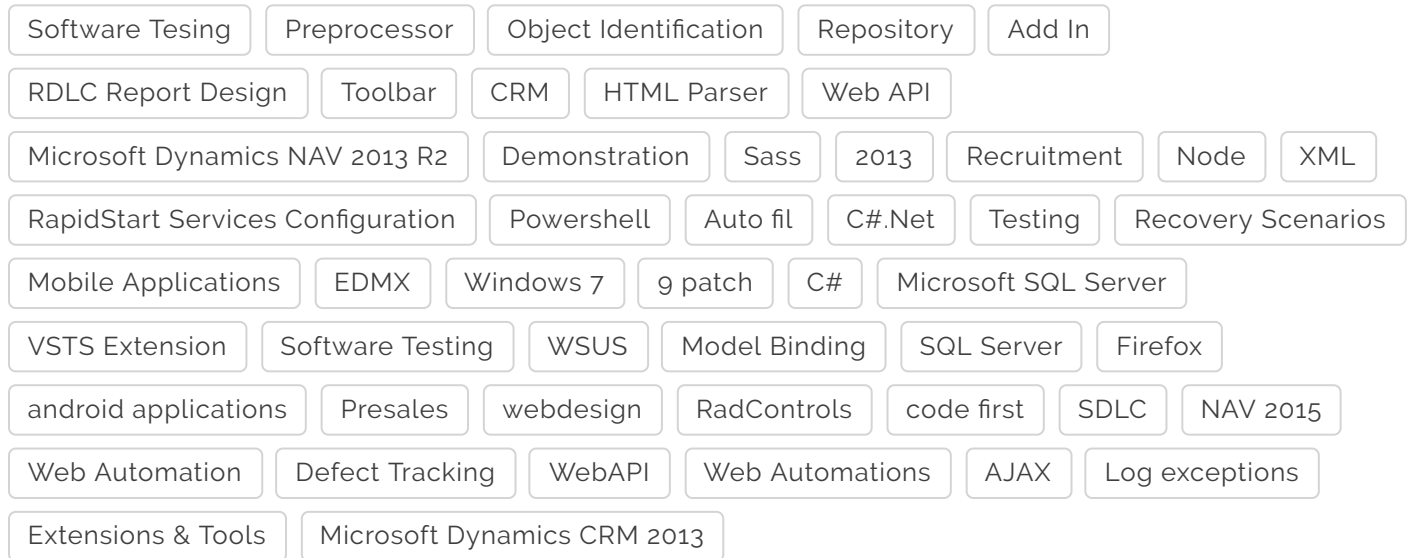 Software Tesing Preprocessor Object Identification Repository Add In
RDLC Report Design Toolbar CRM HTML Parser Web API
Microsoft Dynamics NAV 2013 R2 Demonstration Sass 2013 Recruitment Node XML
RapidStart Services Configuration Powershell Auto fil C#.Net Testing Recovery Scenarios
Mobile Applications EDMX Windows 7 9 patch C# Microsoft SQL Server
VSTS Extension Software Testing WSUS Model Binding SQL Server Firefox
android applications Presales webdesign RadControls code first SDLC NAV 2015
Web Automation Defect Tracking WebAPI Web Automations AJAX Log exceptions
Extensions & Tools Microsoft Dynamics CRM 2013